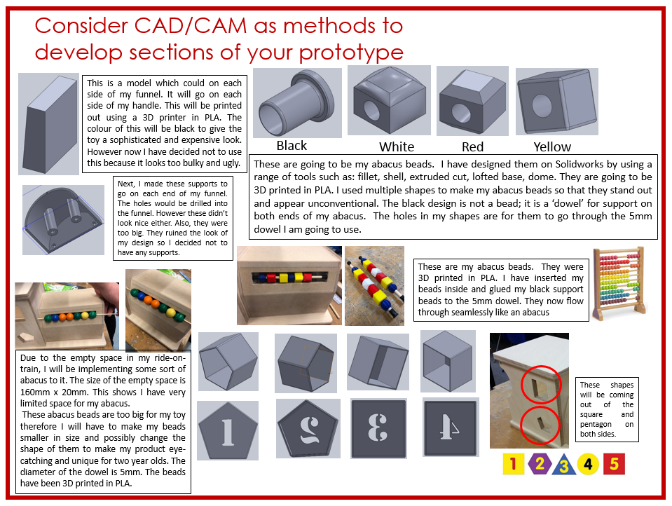 Consider CAD/CAM as methods to
develop sections of your prototype
This is a model which could on each
side of my funnel. It will go on each
side of my handle. This will be printed
out using a 3D printer in PLA. The
colour of this will be black to give the
toy a sophisticated and expensive look.
However now I have decided not to use
this because it looks too bulky and ugly.
Black
White
Red
Yellow
These are going to be my abacus beads. I have designed them on Solidworks by using a
range of tools such as: fillet, shell, extruded cut, lofted base, dome. They are going to be
3D printed in PLA. I used multiple shapes to make my abacus beads so that they stand out
and appear unconventional. The black design is not a bead; it is a 'dowel' for support on
both ends of my abacus. The holes in my shapes are for them to go through the 5mm
dowel I am going to use.
Next, I made these supports to
go on each end of my funnel.
The holes would be drilled into
the funnel. However these didn't
look nice either. Also, they were
too big. They ruined the look of
my design so I decided not to
have any supports.
These are my abacus beads. They were
3D printed in PLA. I have inserted my
beads inside and glued my black support
beads to the 5mm dowel. They now flow
through seamlessly like an abacus
Due to the empty space in my ride-on-
train, I will be implementing some sort of
abacus to it. The size of the empty space is
160mm x 20mm. This shows I have very
limited space for my abacus.
These abacus beads are too big for my toy
therefore I will have to make my beads
smaller in size and possibly change the
shape of them to make my product eye-
catching and unique for two year olds. The
diameter of the dowel is 5mm. The beads
have been 3D printed in PLA.
1
2
3
4
These shapes
will be coming
out of the
square and
pentagon on
both sides.
1 2 3 4 5